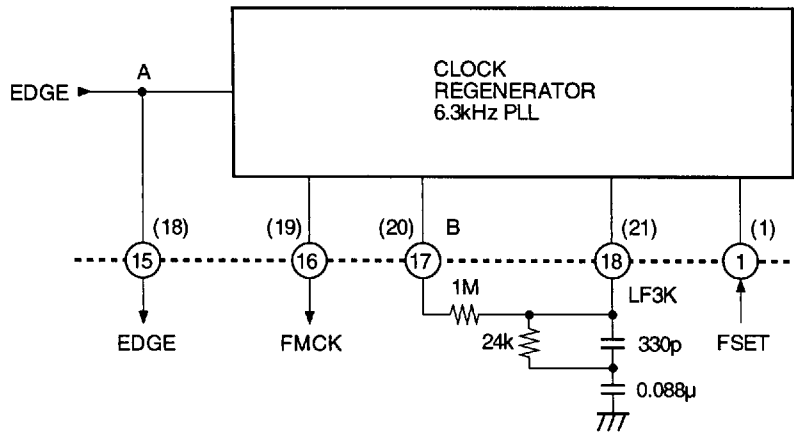 CLOCK
REGENERATOR
6.3kHz PLL
A
EDGE
(18)
(19)
(20)
B
(21)
(1)
15
16
17
18
1
1M
LF3K
EDGE
FMCK
24k
330p
FSET
0.088μ